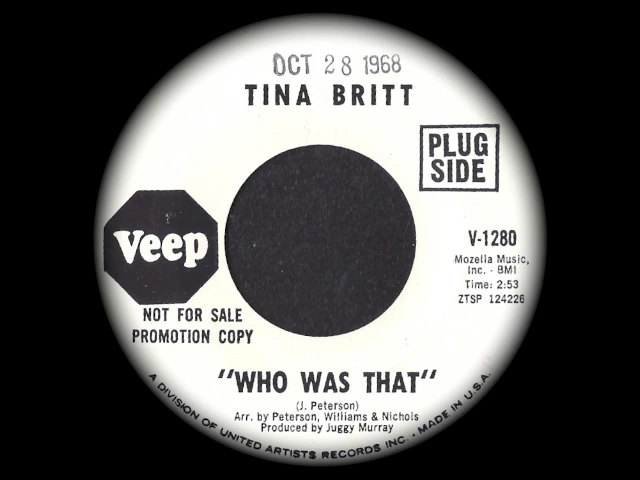 OCT 28 1968
TINA BRITT
PLUG
SIDE
Veep
V-1280
Mozella Music,
Inc. - BMI
Time: 2:53
ZTSP 124226
NOT FOR SALE
PROMOTION COPY
"WHO WAS THAT"
(J. Peterson)
Arr. by Peterson, Williams & Nichols
Produced by Juggy Murray
A DIVISION OF UNITED ARTISTS RECORDS INC. - MADE IN U.S.A.